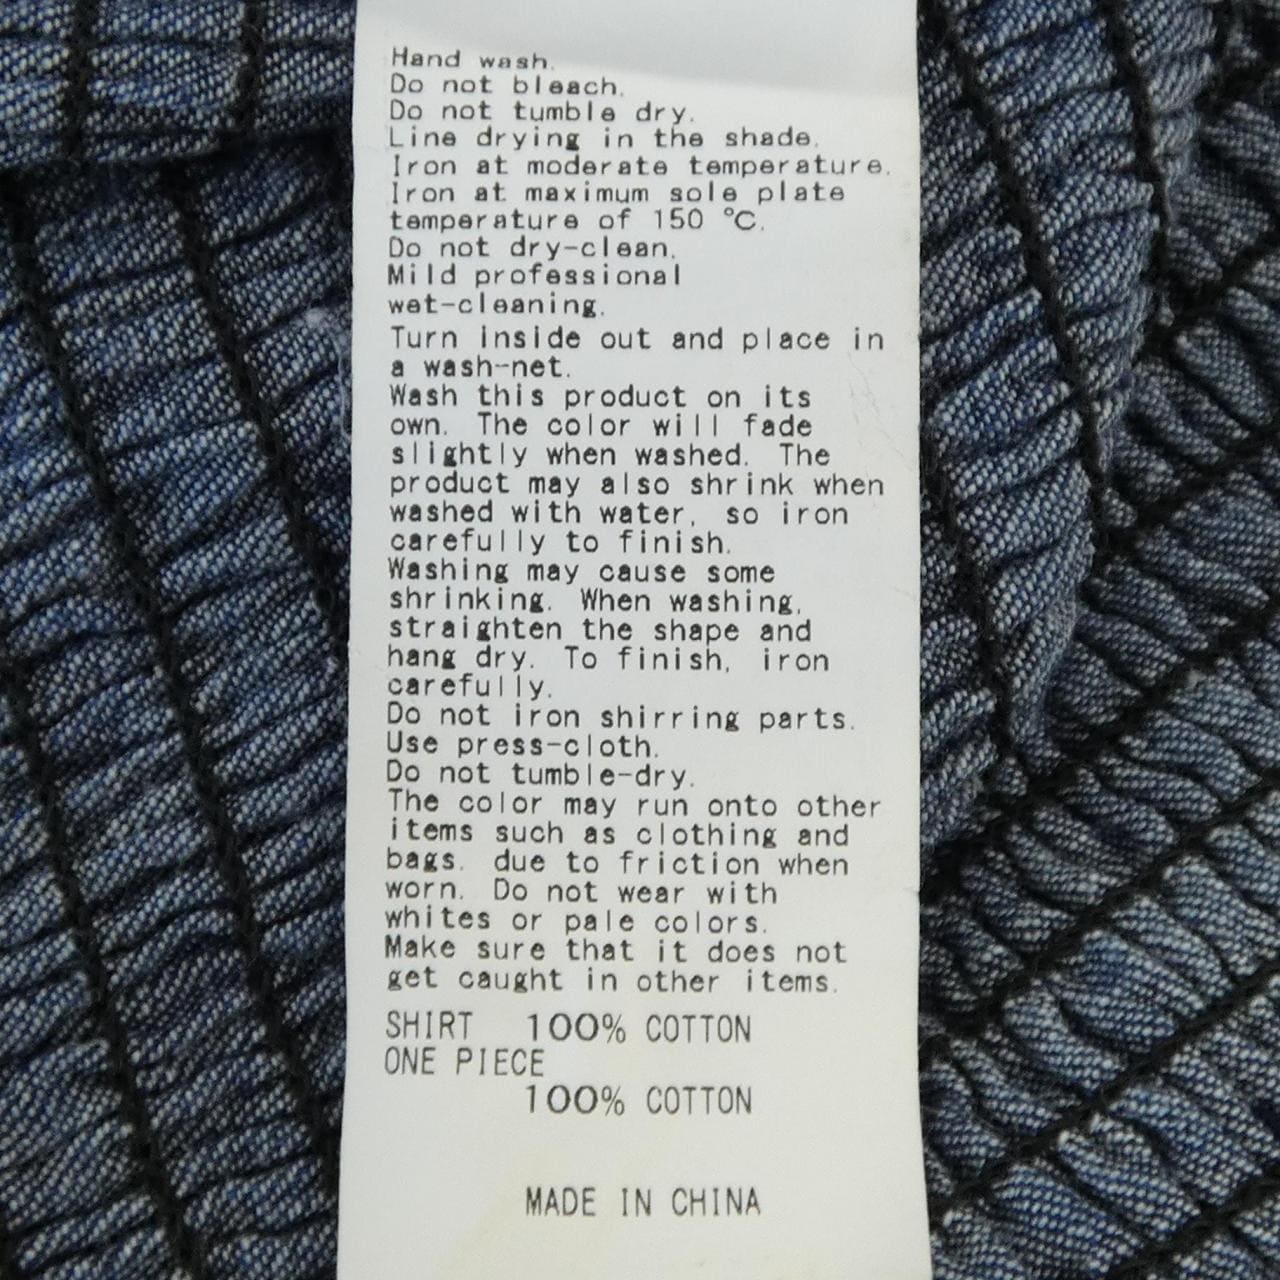 Hand wash.
Do not bleach.
Do not tumble dry.
Line drying in the shade.
Iron at moderate temperature.
Iron at maximum sole plate
temperature of 150 ℃.
Do not dry-clean.
Mild professional
wet-cleaning.
Turn inside out and place in
a wash-net.
Wash this product on its
own. The color will fade
slightly when washed. The
product may also shrink when
washed with water, so iron
carefully to finish.
Washing may cause some
shrinking. When washing,
straighten the shape and
hang dry. To finish, iron
carefully.
Do not iron shirring parts.
Use press-cloth.
Do not tumble-dry.
The color may run onto other
items such as clothing and
bags. due to friction when
worn. Do not wear with
whites or pale colors.
Make sure that it does not
get caught in other items.
SHIRT 100% COTTON
ONE PIECE
100% COTTON
MADE IN CHINA